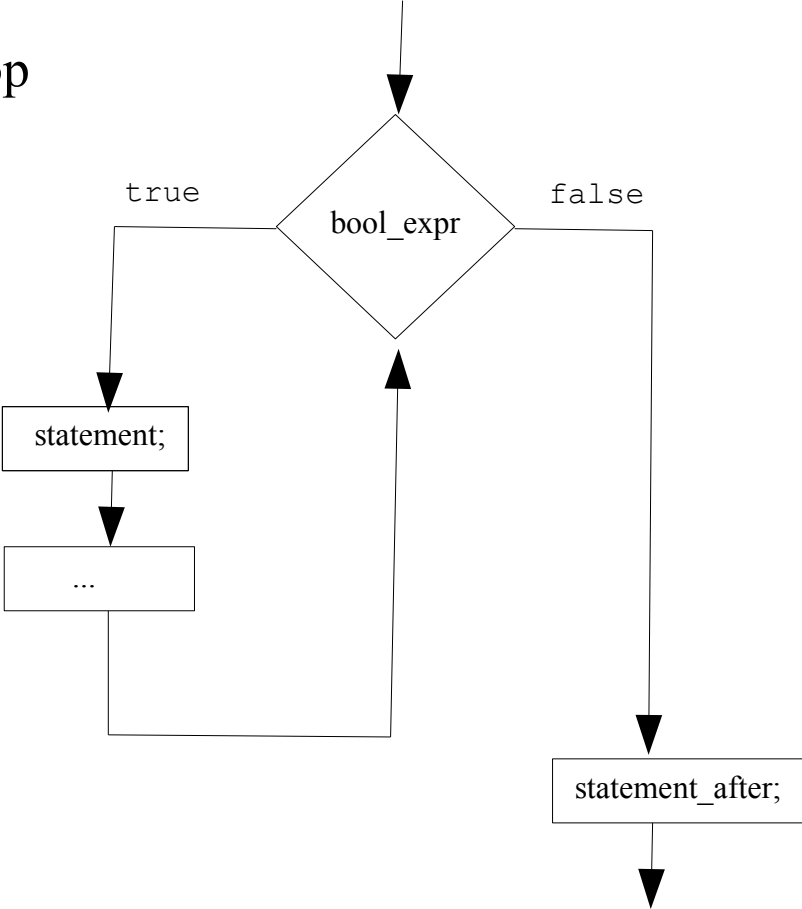 true
false
bool_expr
statement;
...
statement_after;